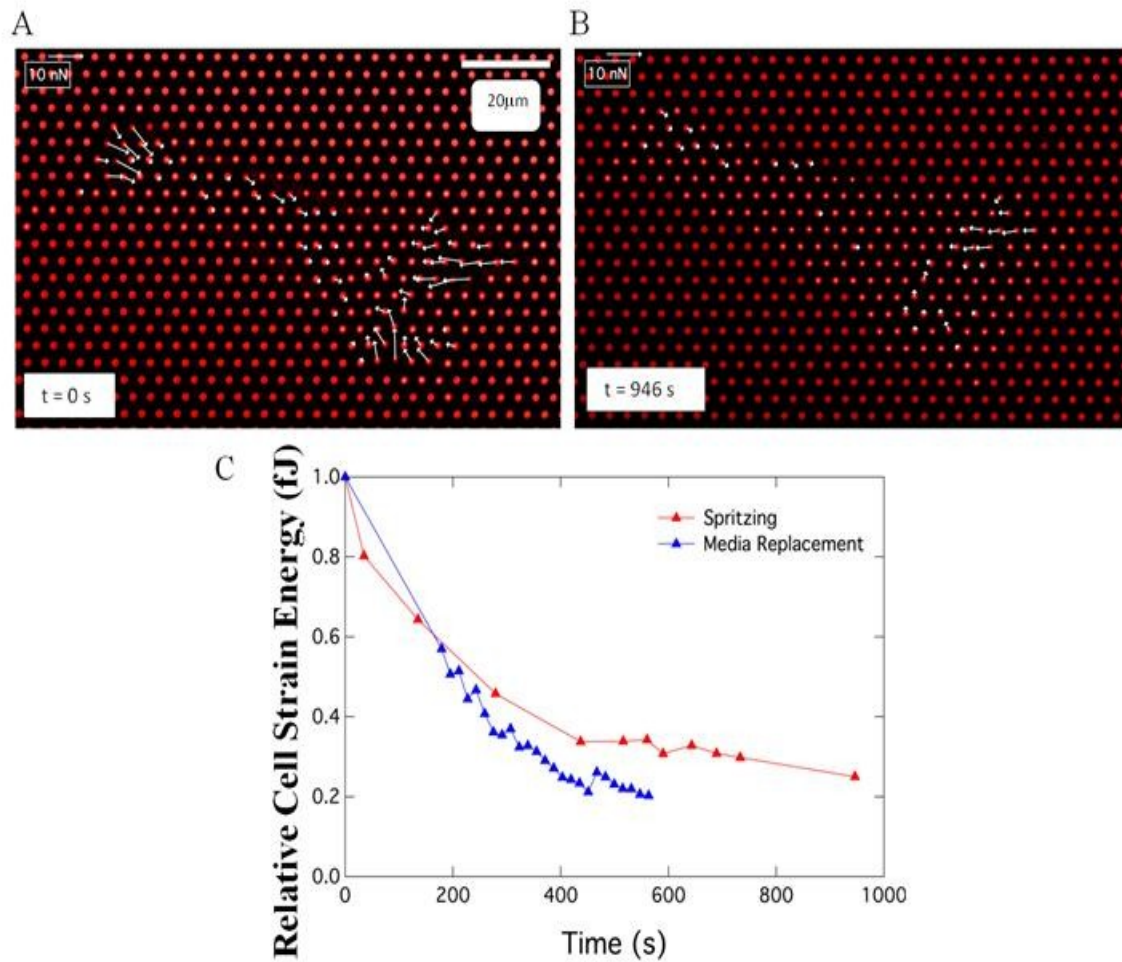 A
B
10 nN
20μm
t = 0 s
10 nN
t = 946 s
C
Relative Cell Strain Energy (fJ)
1.0
0.8
0.6
0.4
0.2
0.0
Spritzing
Media Replacement
0
200
400
600
800
1000
Time (s)